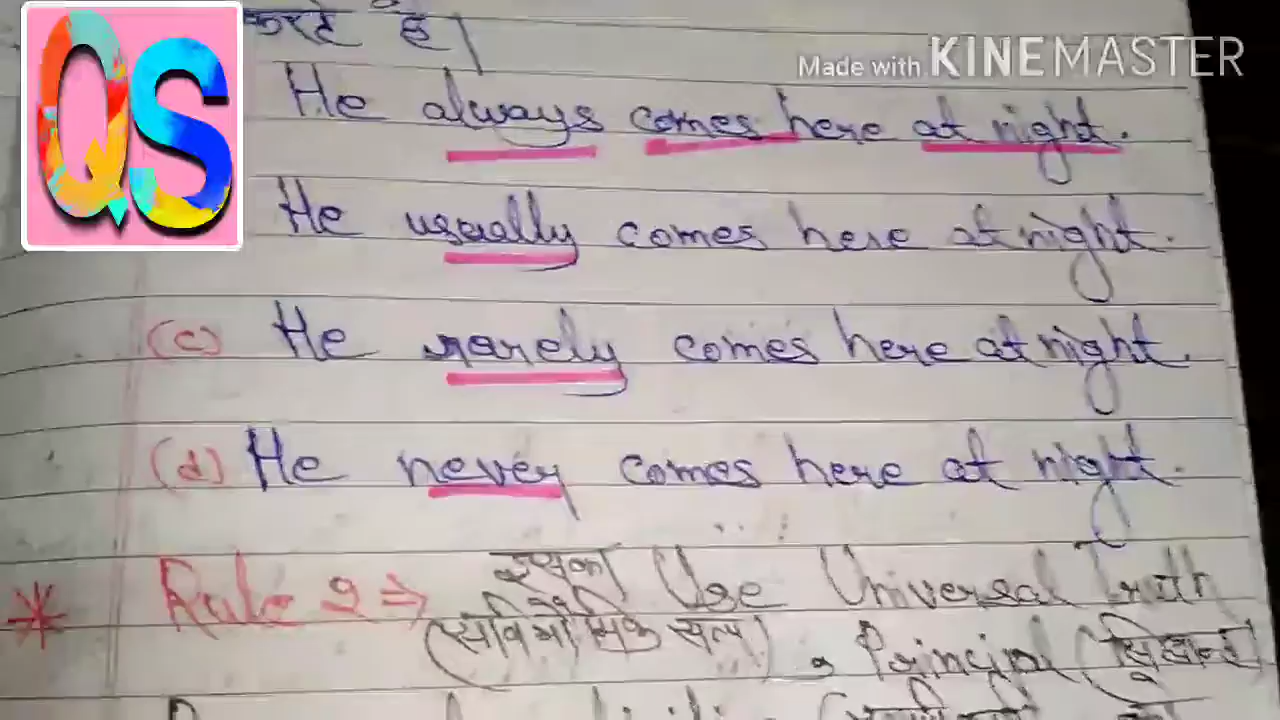 करते है।
QS
Made with KINEMASTER
He always comes here at night.
He usually comes here at night.
(c) He rarely comes here at night.
(d) He never comes here at night.
* Rule 2 ⇒ इसका Use Universal truth
(सार्वभौमिक सत्य), Principal (सिद्धान्त)